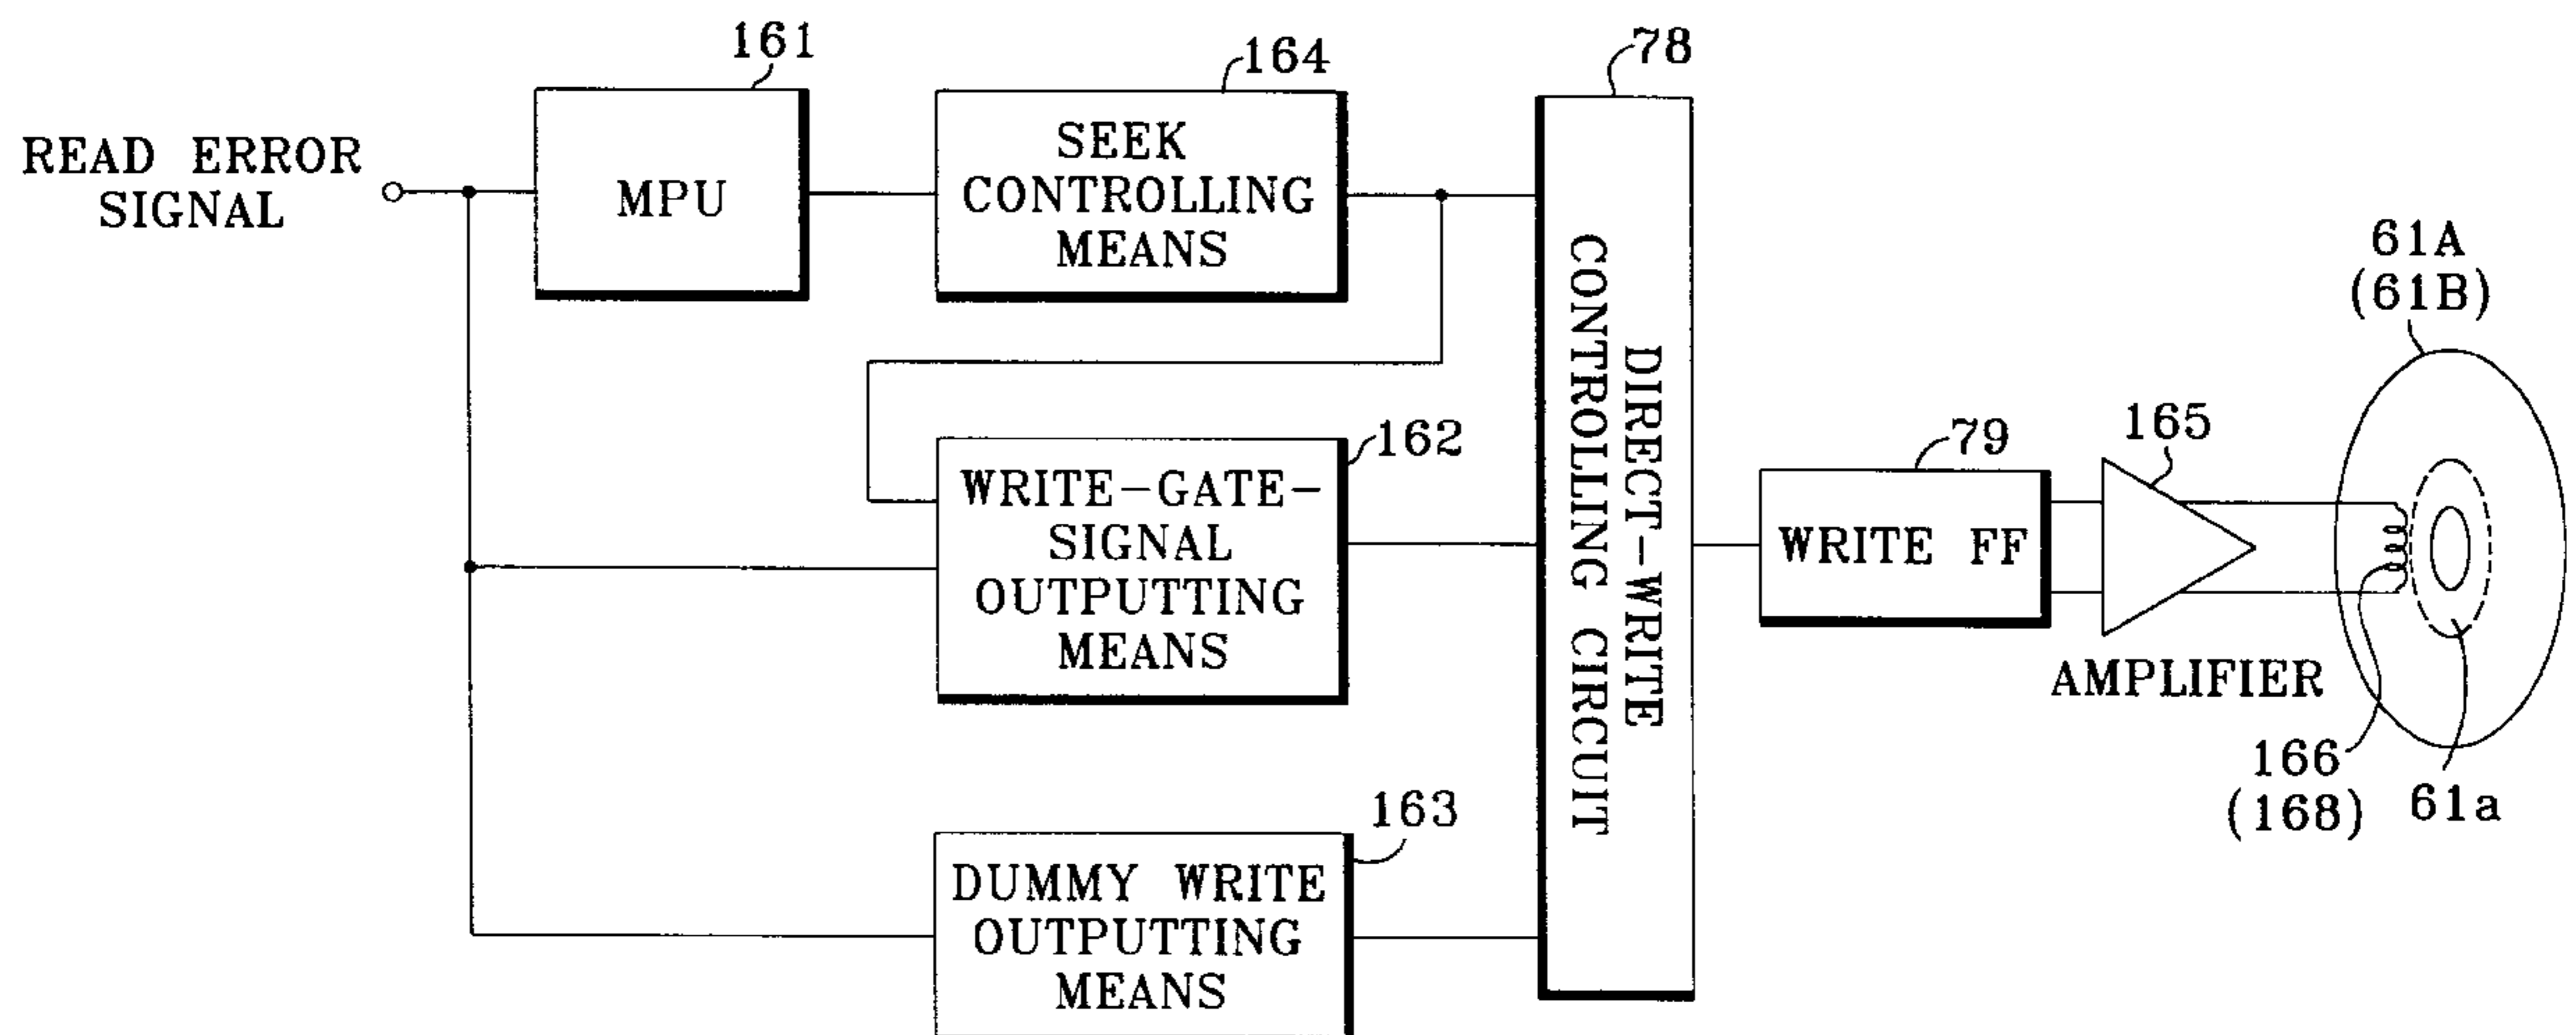 161
164
78
READ ERROR
SIGNAL
MPU
SEEK
CONTROLLING
MEANS
DIRECT-WRITE
CONTROLLING CIRCUIT
61A
(61B)
162
WRITE-GATE-
SIGNAL
OUTPUTTING
MEANS
79
WRITE FF
165
AMPLIFIER
166
(168)
61a
163
DUMMY WRITE
OUTPUTTING
MEANS